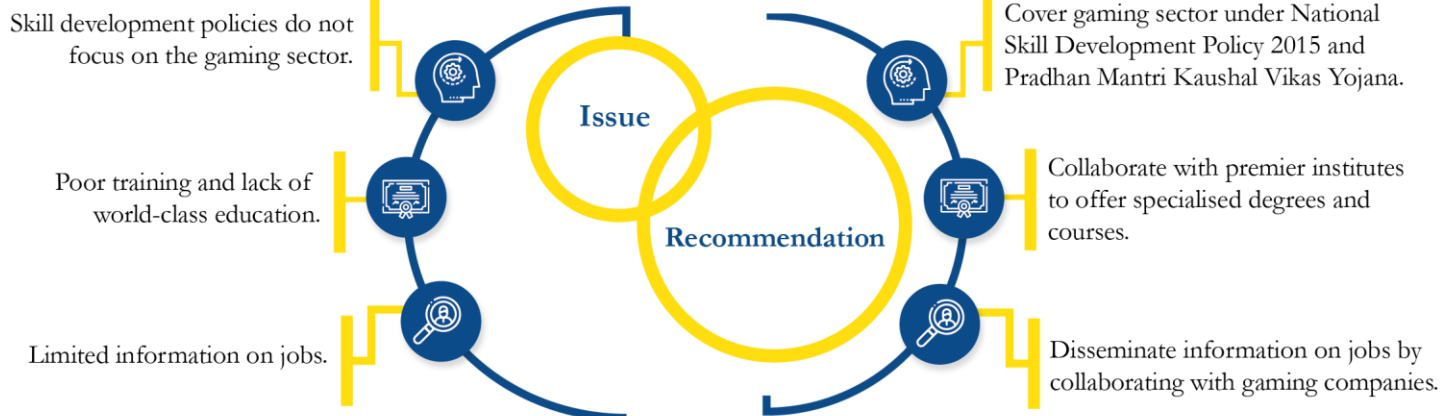 Skill development policies do not
focus on the gaming sector.
Poor training and lack of
world-class education.
Limited information on jobs.
Issue
Recommendation
Cover gaming sector under National
Skill Development Policy 2015 and
Pradhan Mantri Kaushal Vikas Yojana.
Collaborate with premier institutes
to offer specialised degrees and
courses.
Disseminate information on jobs by
collaborating with gaming companies.